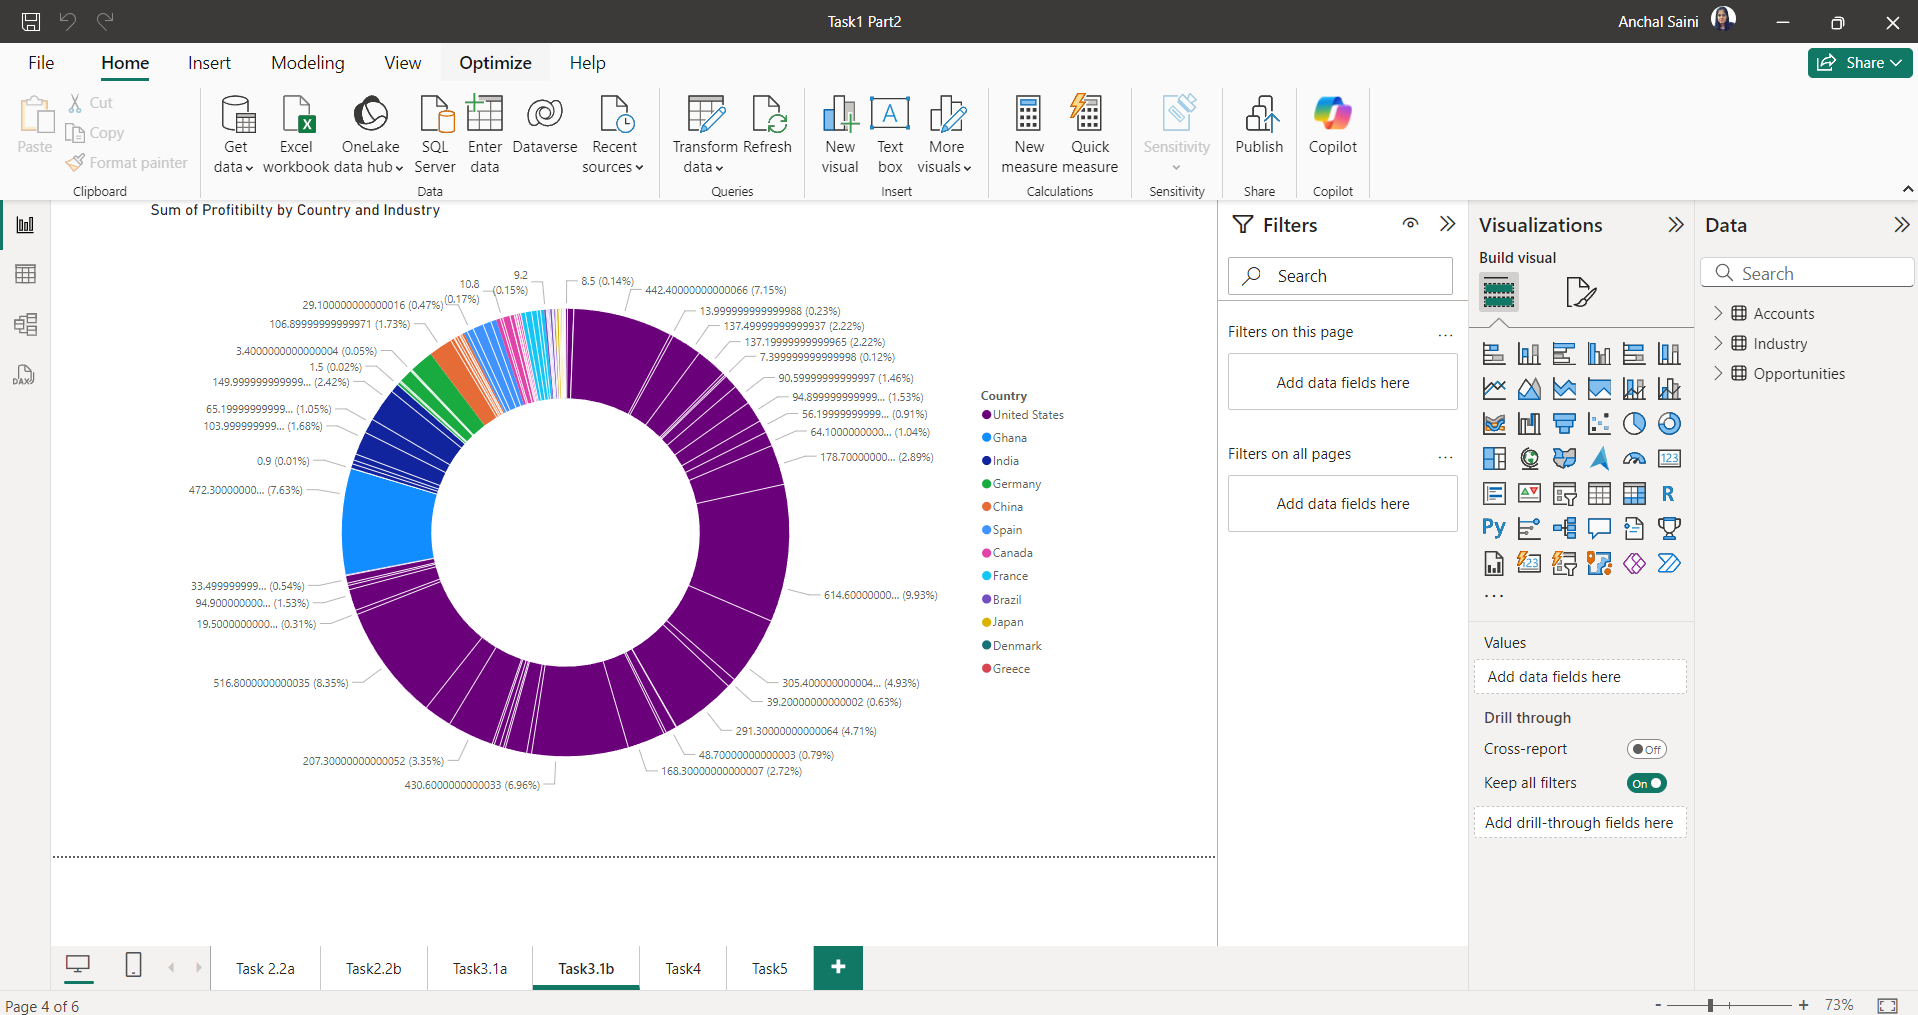 Task1 Part2
Anchal Saini
File Home Insert Modeling View Optimize Help
Share
Paste
Cut
Copy
Format painter
Clipboard
Get data
Excel workbook
OneLake data hub
SQL Server
Enter data
Dataverse
Recent sources
Data
Transform data
Refresh
Queries
New visual
Text box
More visuals
Insert
New measure
Quick measure
Calculations
Sensitivity
Sensitivity
Publish
Share
Copilot
Copilot
Sum of Profitibilty by Country and Industry
9.2
8.5 (0.14%)
10.8
(0.15%)
442.40000000000066 (7.15%)
(0.17%)
29.100000000000016 (0.47%)
13.999999999999988 (0.23%)
106.89999999999971 (1.73%)
137.49999999999937 (2.22%)
137.19999999999965 (2.22%)
3.4000000000000004 (0.05%)
7.399999999999998 (0.12%)
1.5 (0.02%)
149.999999999999... (2.42%)
90.59999999999997 (1.46%)
94.899999999999... (1.53%)
65.19999999999... (1.05%)
56.19999999999... (0.91%)
103.999999999... (1.68%)
64.1000000000... (1.04%)
0.9 (0.01%)
178.70000000... (2.89%)
472.30000000... (7.63%)
33.499999999... (0.54%)
614.60000000... (9.93%)
94.900000000... (1.53%)
19.5000000000... (0.31%)
516.8000000000035 (8.35%)
305.400000000004... (4.93%)
39.20000000000002 (0.63%)
291.30000000000064 (4.71%)
207.30000000000052 (3.35%)
48.70000000000003 (0.79%)
168.30000000000007 (2.72%)
430.6000000000033 (6.96%)
Country
United States
Ghana
India
Germany
China
Spain
Canada
France
Brazil
Japan
Denmark
Greece
Filters
Search
Filters on this page ...
Add data fields here
Filters on all pages ...
Add data fields here
Visualizations
Build visual
123
R
Py
123
...
Values
Add data fields here
Drill through
Cross-report Off
Keep all filters On
Add drill-through fields here
Data
Search
Accounts
Industry
Opportunities
Task 2.2a Task2.2b Task3.1a Task3.1b Task4 Task5 +
Page 4 of 6
- + 73%